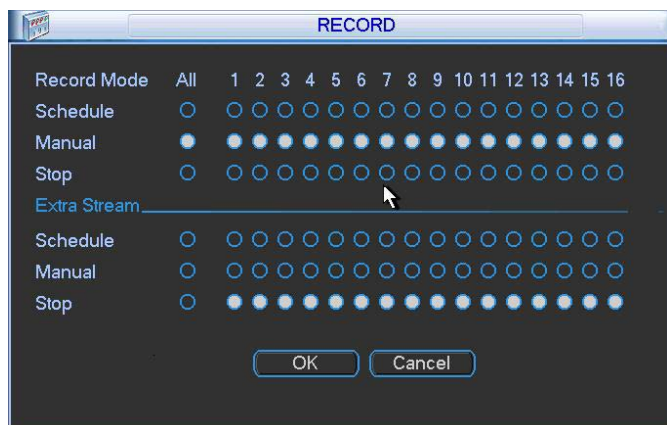 RECORD
Record Mode All 1 2 3 4 5 6 7 8 9 10 11 12 13 14 15 16
Schedule
Manual
Stop
Extra Stream
Schedule
Manual
Stop
OK Cancel